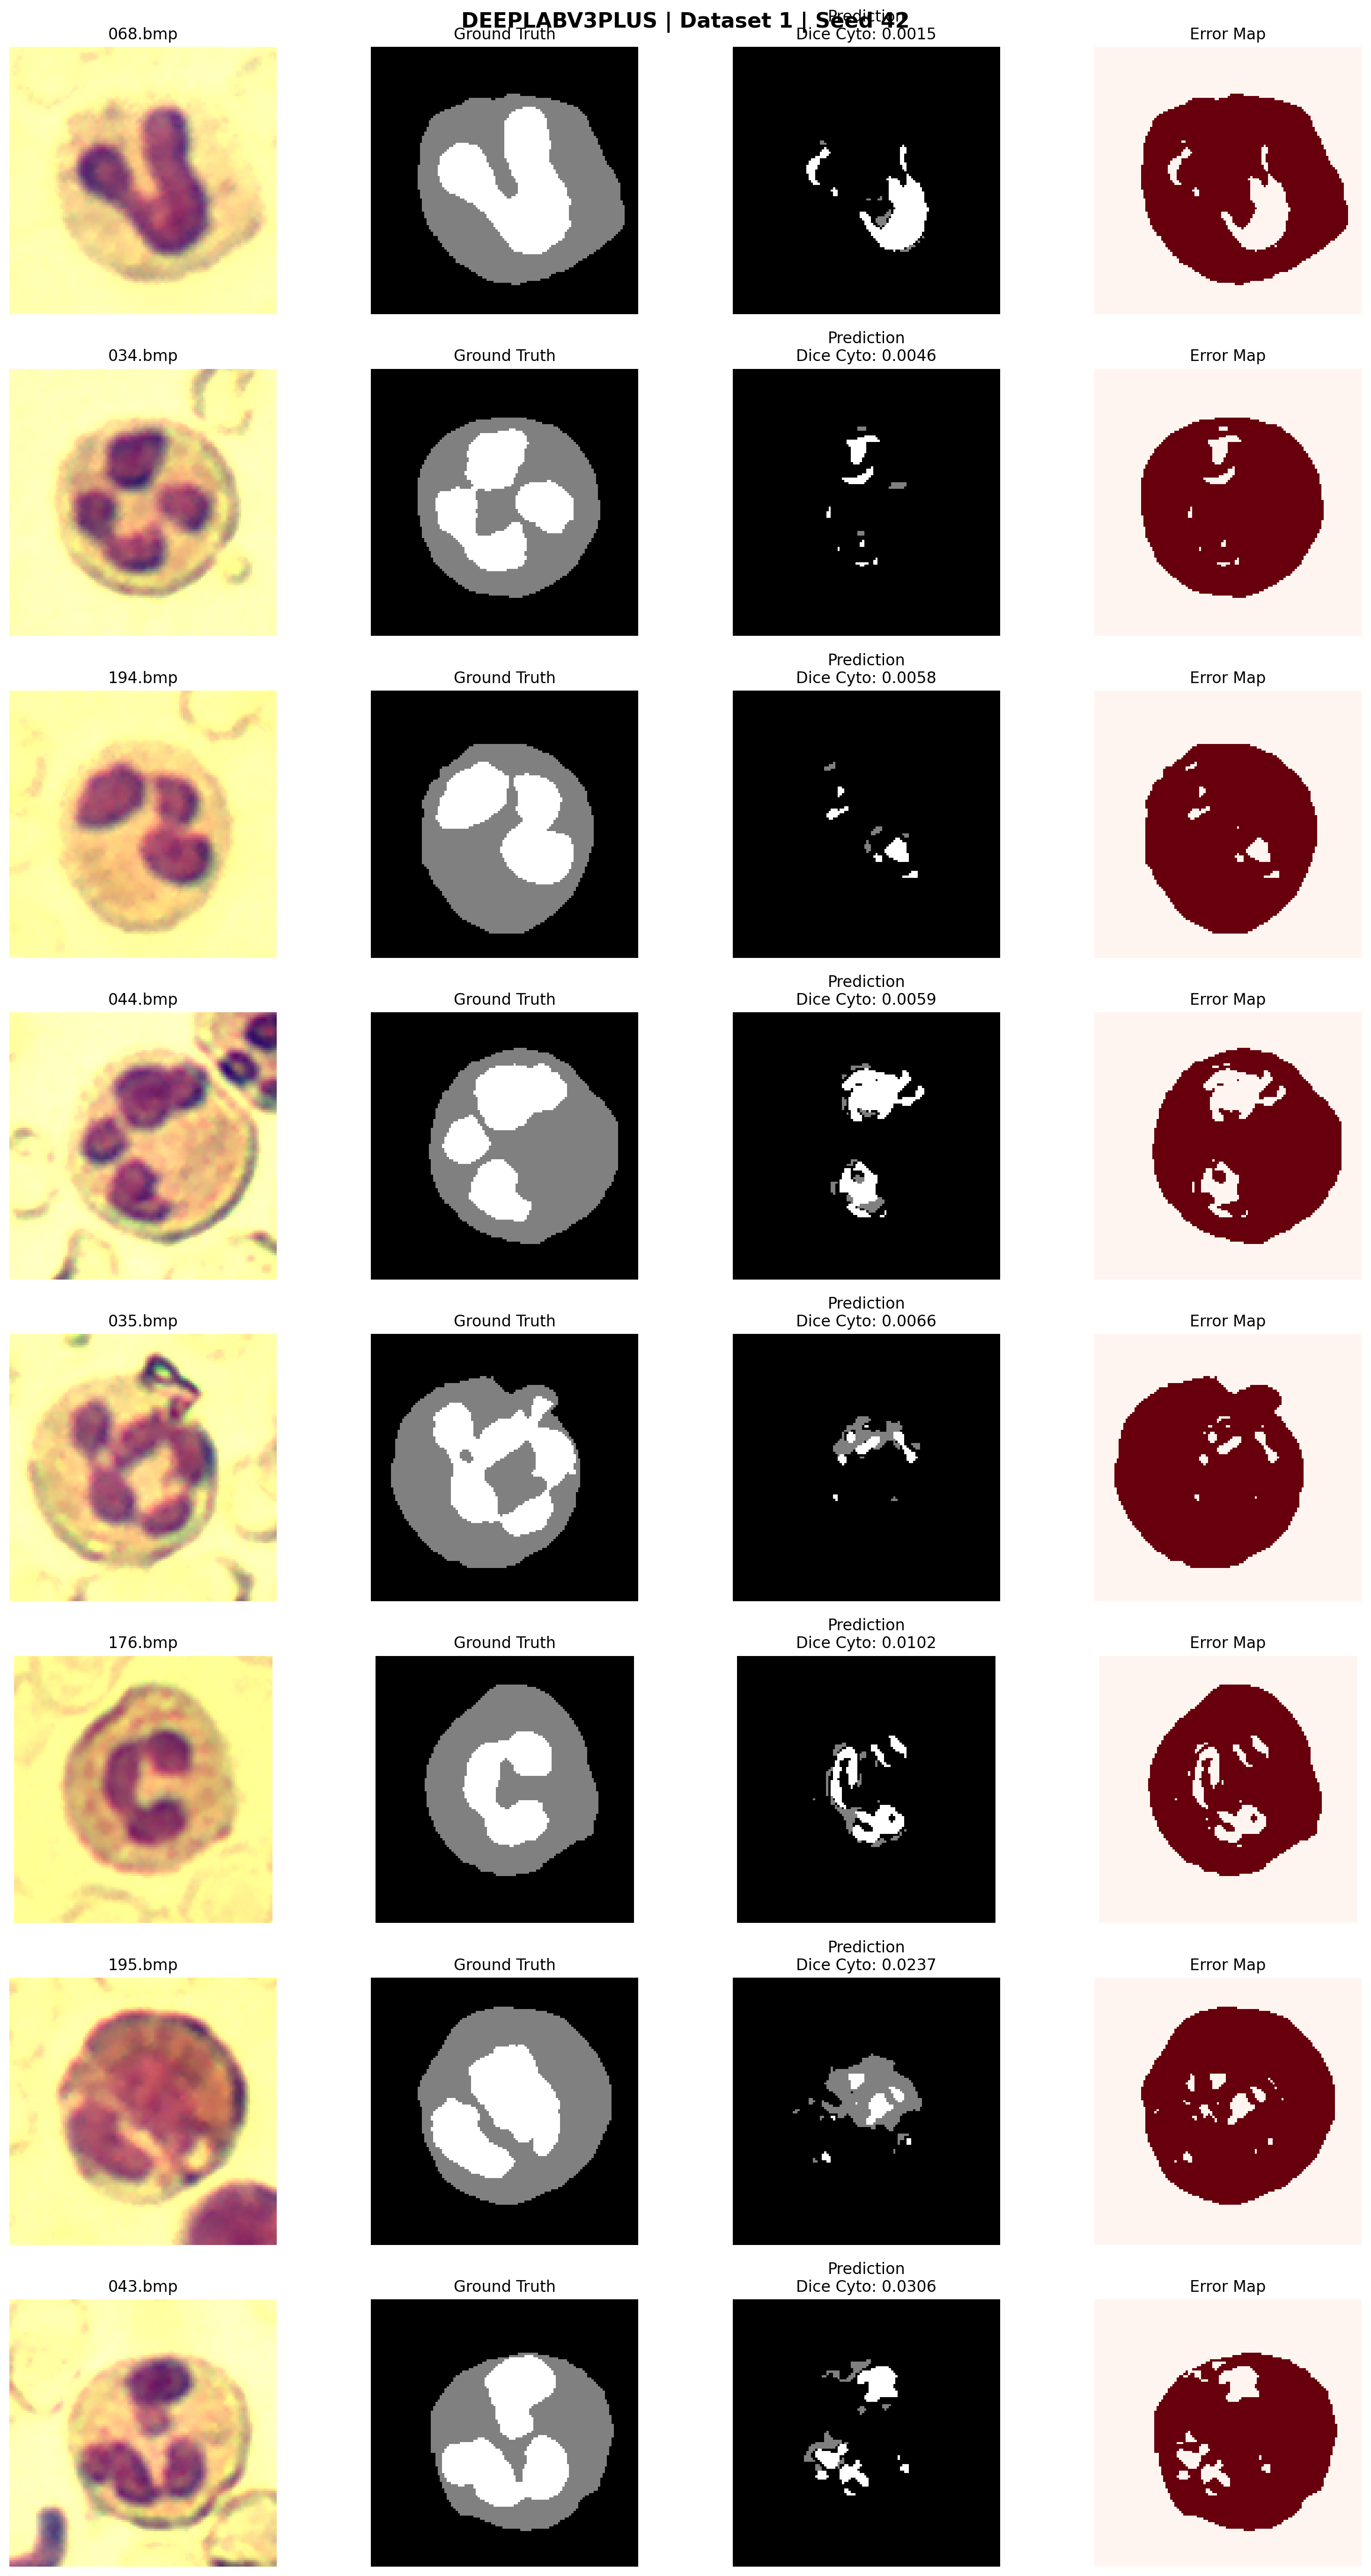 DEEPLABV3PLUS | Dataset 1 | Seed 42
068.bmp
Ground Truth
Prediction
Dice Cyto: 0.0015
Error Map
034.bmp
Ground Truth
Prediction
Dice Cyto: 0.0046
Error Map
194.bmp
Ground Truth
Prediction
Dice Cyto: 0.0058
Error Map
044.bmp
Ground Truth
Prediction
Dice Cyto: 0.0059
Error Map
035.bmp
Ground Truth
Prediction
Dice Cyto: 0.0066
Error Map
176.bmp
Ground Truth
Prediction
Dice Cyto: 0.0102
Error Map
195.bmp
Ground Truth
Prediction
Dice Cyto: 0.0237
Error Map
043.bmp
Ground Truth
Prediction
Dice Cyto: 0.0306
Error Map